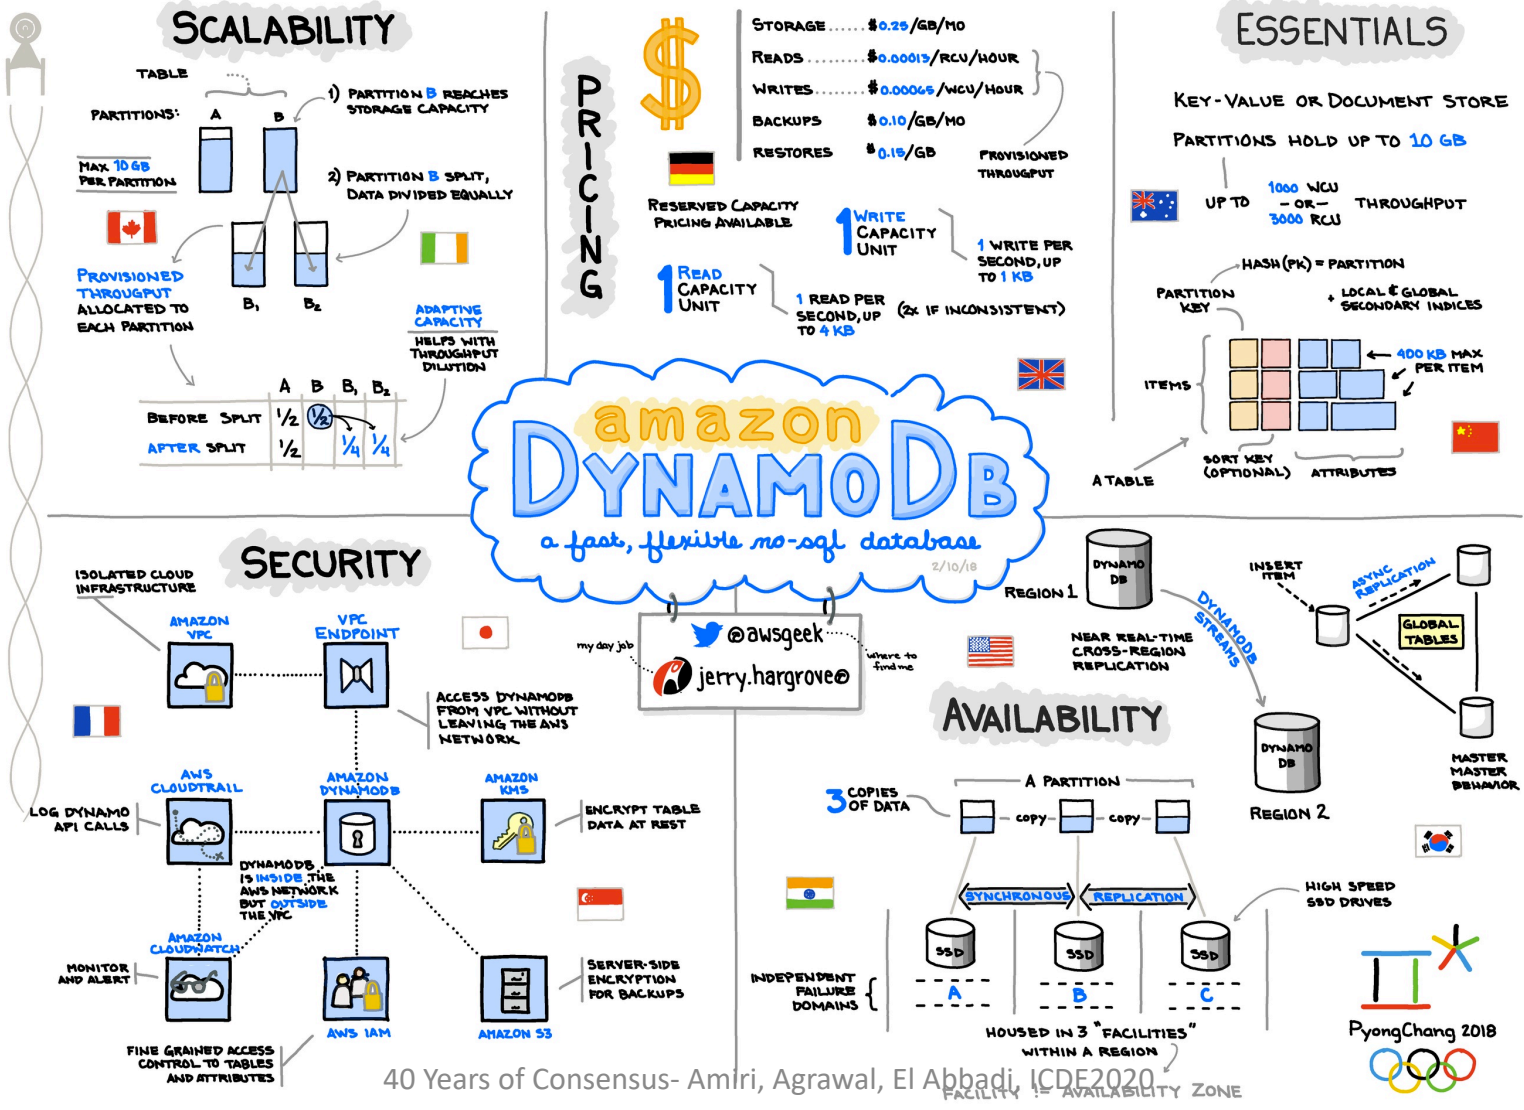 SCALABILITY
TABLE
PARTITIONS:
A
B
MAX 10 GB
PER PARTITION
1) PARTITION B REACHES
STORAGE CAPACITY
2) PARTITION B SPLIT,
DATA DIVIDED EQUALLY
B1
B2
PROVISIONED
THROUGPUT
ALLOCATED TO
EACH PARTITION
ADAPTIVE
CAPACITY
HELPS WITH
THROUGHPUT
DILUTION
A B B1 B2
BEFORE SPLIT 1/2 1/2
AFTER SPLIT 1/2 1/4 1/4
PRICING
$
STORAGE...... $0.25/GB/MO
READS ......... $0.00013/RCU/HOUR
WRITES........ $0.00065/WCU/HOUR
BACKUPS $0.10/GB/MO
RESTORES $0.15/GB
PROVISIONED
THROUGPUT
RESERVED CAPACITY
PRICING AVAILABLE
1 WRITE
CAPACITY
UNIT
1 WRITE PER
SECOND, UP
TO 1 KB
1 READ
CAPACITY
UNIT
1 READ PER
SECOND, UP
TO 4 KB
(2X IF INCONSISTENT)
ESSENTIALS
KEY-VALUE OR DOCUMENT STORE
PARTITIONS HOLD UP TO 10 GB
UP TO
1000 WCU
-OR-
3000 RCU
THROUGHPUT
HASH(PK) = PARTITION
PARTITION
KEY
+ LOCAL & GLOBAL
SECONDARY INDICES
ITEMS
400 KB MAX
PER ITEM
SORT KEY
(OPTIONAL)
ATTRIBUTES
A TABLE
amazon
DYNAMODB
a fast, flexible no-sql database
2/10/18
@awsgeek
my day job
where to
find me
jerry.hargrove@
SECURITY
ISOLATED CLOUD
INFRASTRUCTURE
AMAZON
VPC
VPC
ENDPOINT
ACCESS DYNAMODB
FROM VPC WITHOUT
LEAVING THE AWS
NETWORK
AWS
CLOUDTRAIL
AMAZON
DYNAMODB
AMAZON
KMS
LOG DYNAMO
API CALLS
ENCRYPT TABLE
DATA AT REST
DYNAMODB
IS INSIDE THE
AWS NETWORK
BUT OUTSIDE
THE VPC
AMAZON
CLOUDWATCH
MONITOR
AND ALERT
AWS IAM
AMAZON S3
SERVER-SIDE
ENCRYPTION
FOR BACKUPS
FINE GRAINED ACCESS
CONTROL TO TABLES
AND ATTRIBUTES
REGION 1
DYNAMO
DB
DYNAMODB
STREAMS
NEAR REAL-TIME
CROSS-REGION
REPLICATION
DYNAMO
DB
REGION 2
INSERT
ITEM
ASYNC
REPLICATION
GLOBAL
TABLES
MASTER
MASTER
BEHAVIOR
AVAILABILITY
A PARTITION
3 COPIES
OF DATA
COPY
COPY
SYNCHRONOUS
REPLICATION
HIGH SPEED
SSD DRIVES
SSD
SSD
SSD
INDEPENDENT
FAILURE
DOMAINS
A
B
C
HOUSED IN 3 "FACILITIES"
WITHIN A REGION
FACILITY != AVAILABILITY ZONE
PyongChang 2018
40 Years of Consensus- Amiri, Agrawal, El Abbadi, ICDE2020